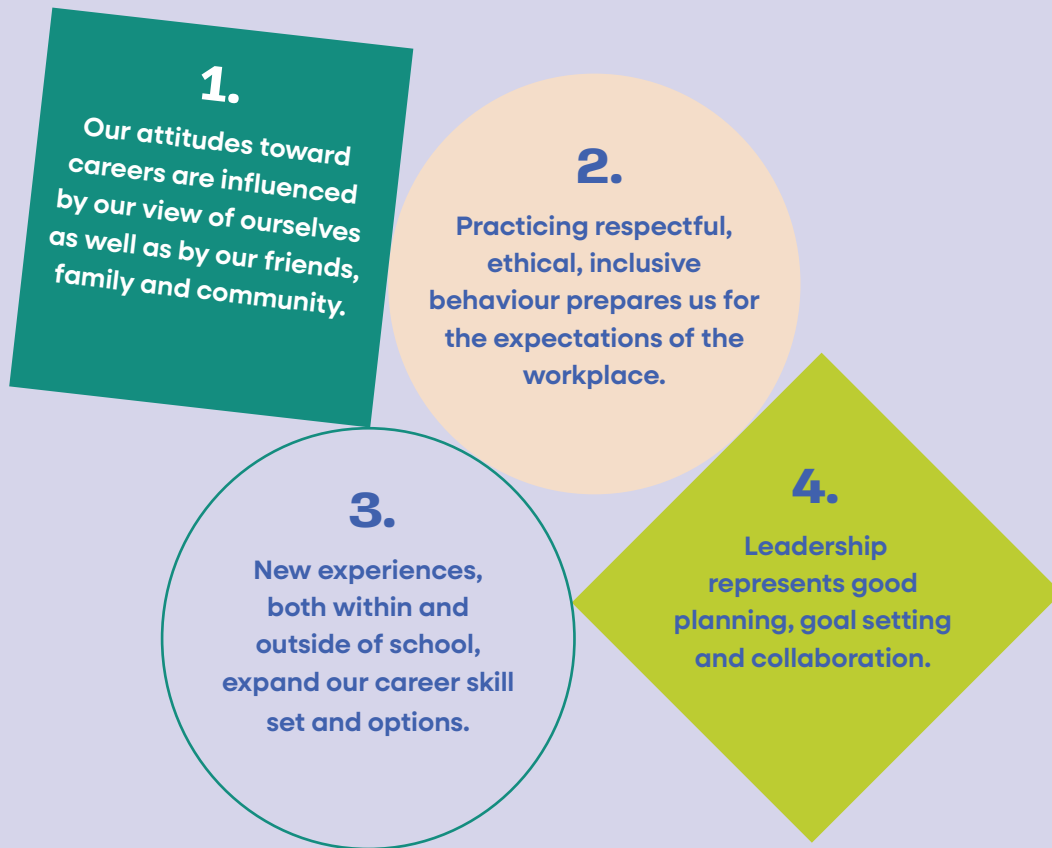 1.
Our attitudes toward
careers are influenced
by our view of ourselves
as well as by our friends,
family and community.
2.
Practicing respectful,
ethical, inclusive
behaviour prepares us for
the expectations of the
workplace.
3.
New experiences,
both within and
outside of school,
expand our career skill
set and options.
4.
Leadership
represents good
planning, goal setting
and collaboration.